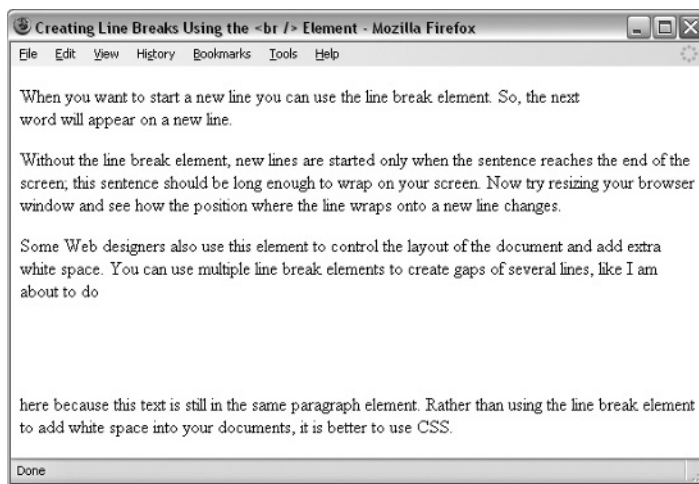 Creating Line Breaks Using the <br /> Element - Mozilla Firefox
File Edit View History Bookmarks Tools Help
When you want to start a new line you can use the line break element. So, the next
word will appear on a new line.
Without the line break element, new lines are started only when the sentence reaches the end of the
screen; this sentence should be long enough to wrap on your screen. Now try resizing your browser
window and see how the position where the line wraps onto a new line changes.
Some Web designers also use this element to control the layout of the document and add extra
white space. You can use multiple line break elements to create gaps of several lines, like I am
about to do
here because this text is still in the same paragraph element. Rather than using the line break element
to add white space into your documents, it is better to use CSS.
Done